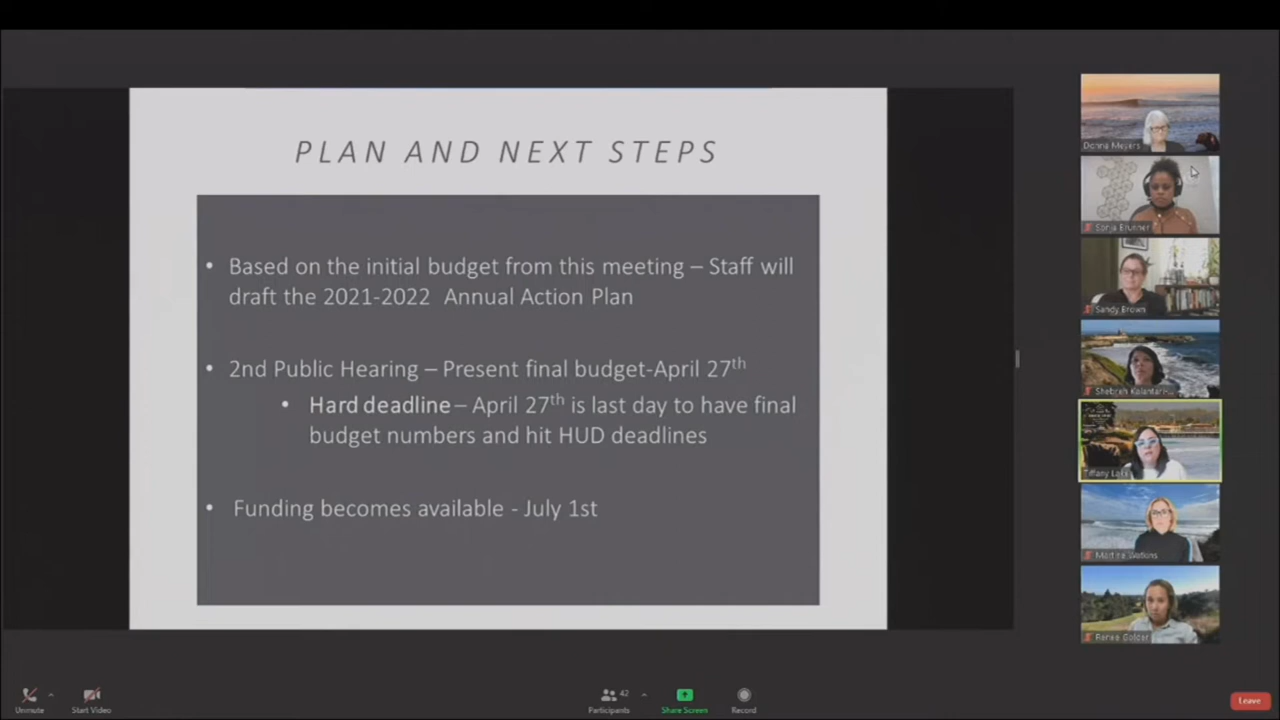 PLAN AND NEXT STEPS
• Based on the initial budget from this meeting – Staff will
draft the 2021-2022 Annual Action Plan
• 2nd Public Hearing – Present final budget-April 27th
• Hard deadline – April 27th is last day to have final
budget numbers and hit HUD deadlines
• Funding becomes available - July 1st
Donna Meyers
Sonja Brunner
Sandy Brown
Shebreh Kalantari-
Tiffany
Martine Watkins
Renee Golder
Unmute
Start Video
42
Participants
Share Screen
Record
Leave